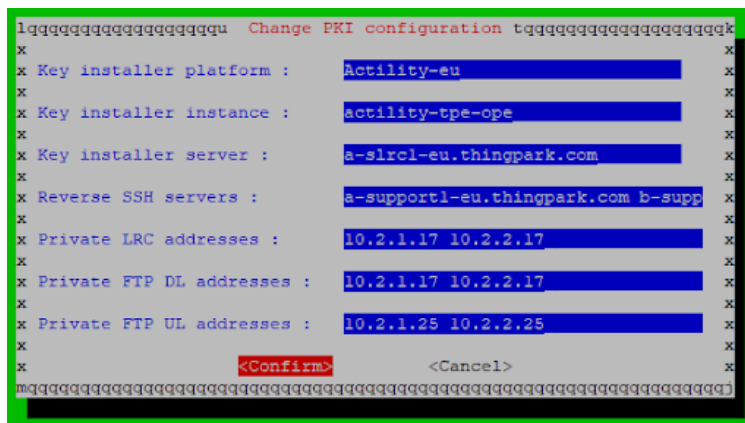 lqqqqqqqqqqqqqqqqqqqu Change PKI configuration tqqqqqqqqqqqqqqqqqqqk
x x
x Key installer platform : Actility-eu x
x x
x Key installer instance : actility-tpe-ope x
x x
x Key installer server : a-slrc1-eu.thingpark.com x
x x
x Reverse SSH servers : a-support1-eu.thingpark.com b-supp x
x x
x Private LRC addresses : 10.2.1.17 10.2.2.17 x
x x
x Private FTP DL addresses : 10.2.1.17 10.2.2.17 x
x x
x Private FTP UL addresses : 10.2.1.25 10.2.2.25 x
x x
x <Confirm> <Cancel> x
mqqqqqqqqqqqqqqqqqqqqqqqqqqqqqqqqqqqqqqqqqqqqqqqqqqqqqqqqqqqqqqqqqqj